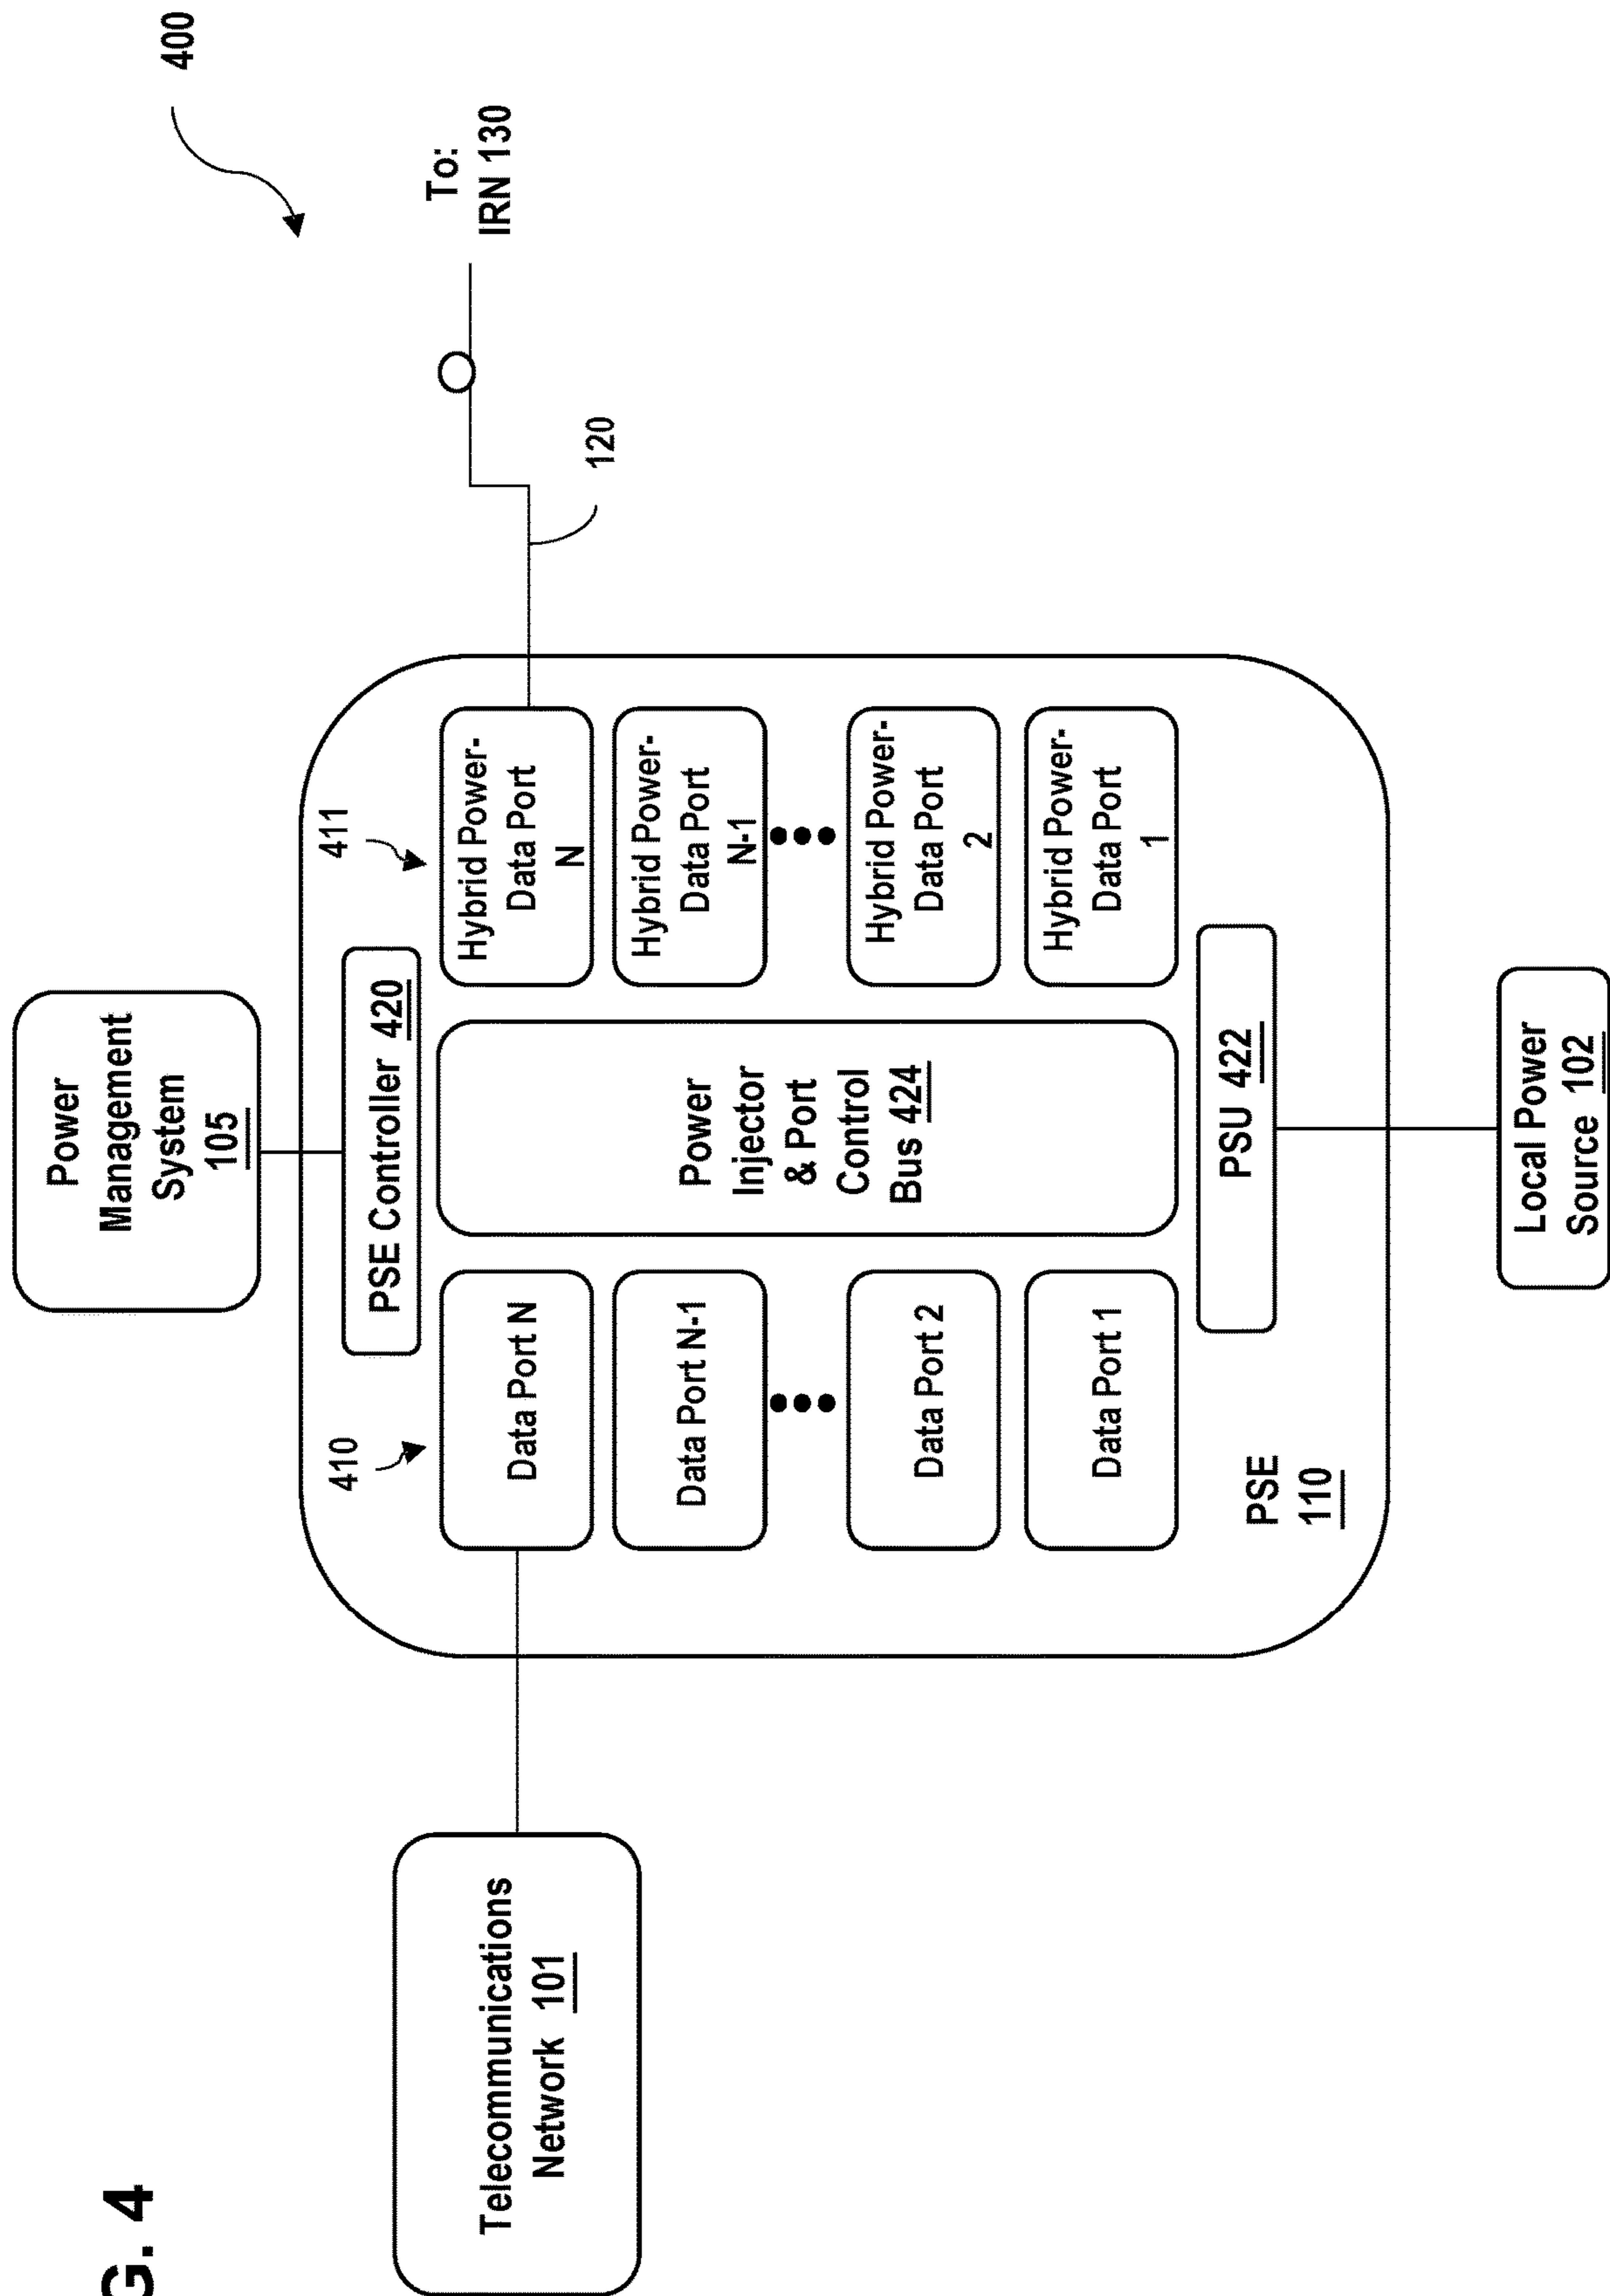 G. 4
400
Power
Management
System
105
To:
IRN 130
120
PSE Controller 420
410
411
Telecommunications
Network 101
Data Port N
Data Port N-1
Data Port 2
Data Port 1
Power
Injector
& Port
Control
Bus 424
Hybrid Power-
Data Port
N
Hybrid Power-
Data Port
N-1
Hybrid Power-
Data Port
2
Hybrid Power-
Data Port
1
PSE
110
PSU 422
Local Power
Source 102